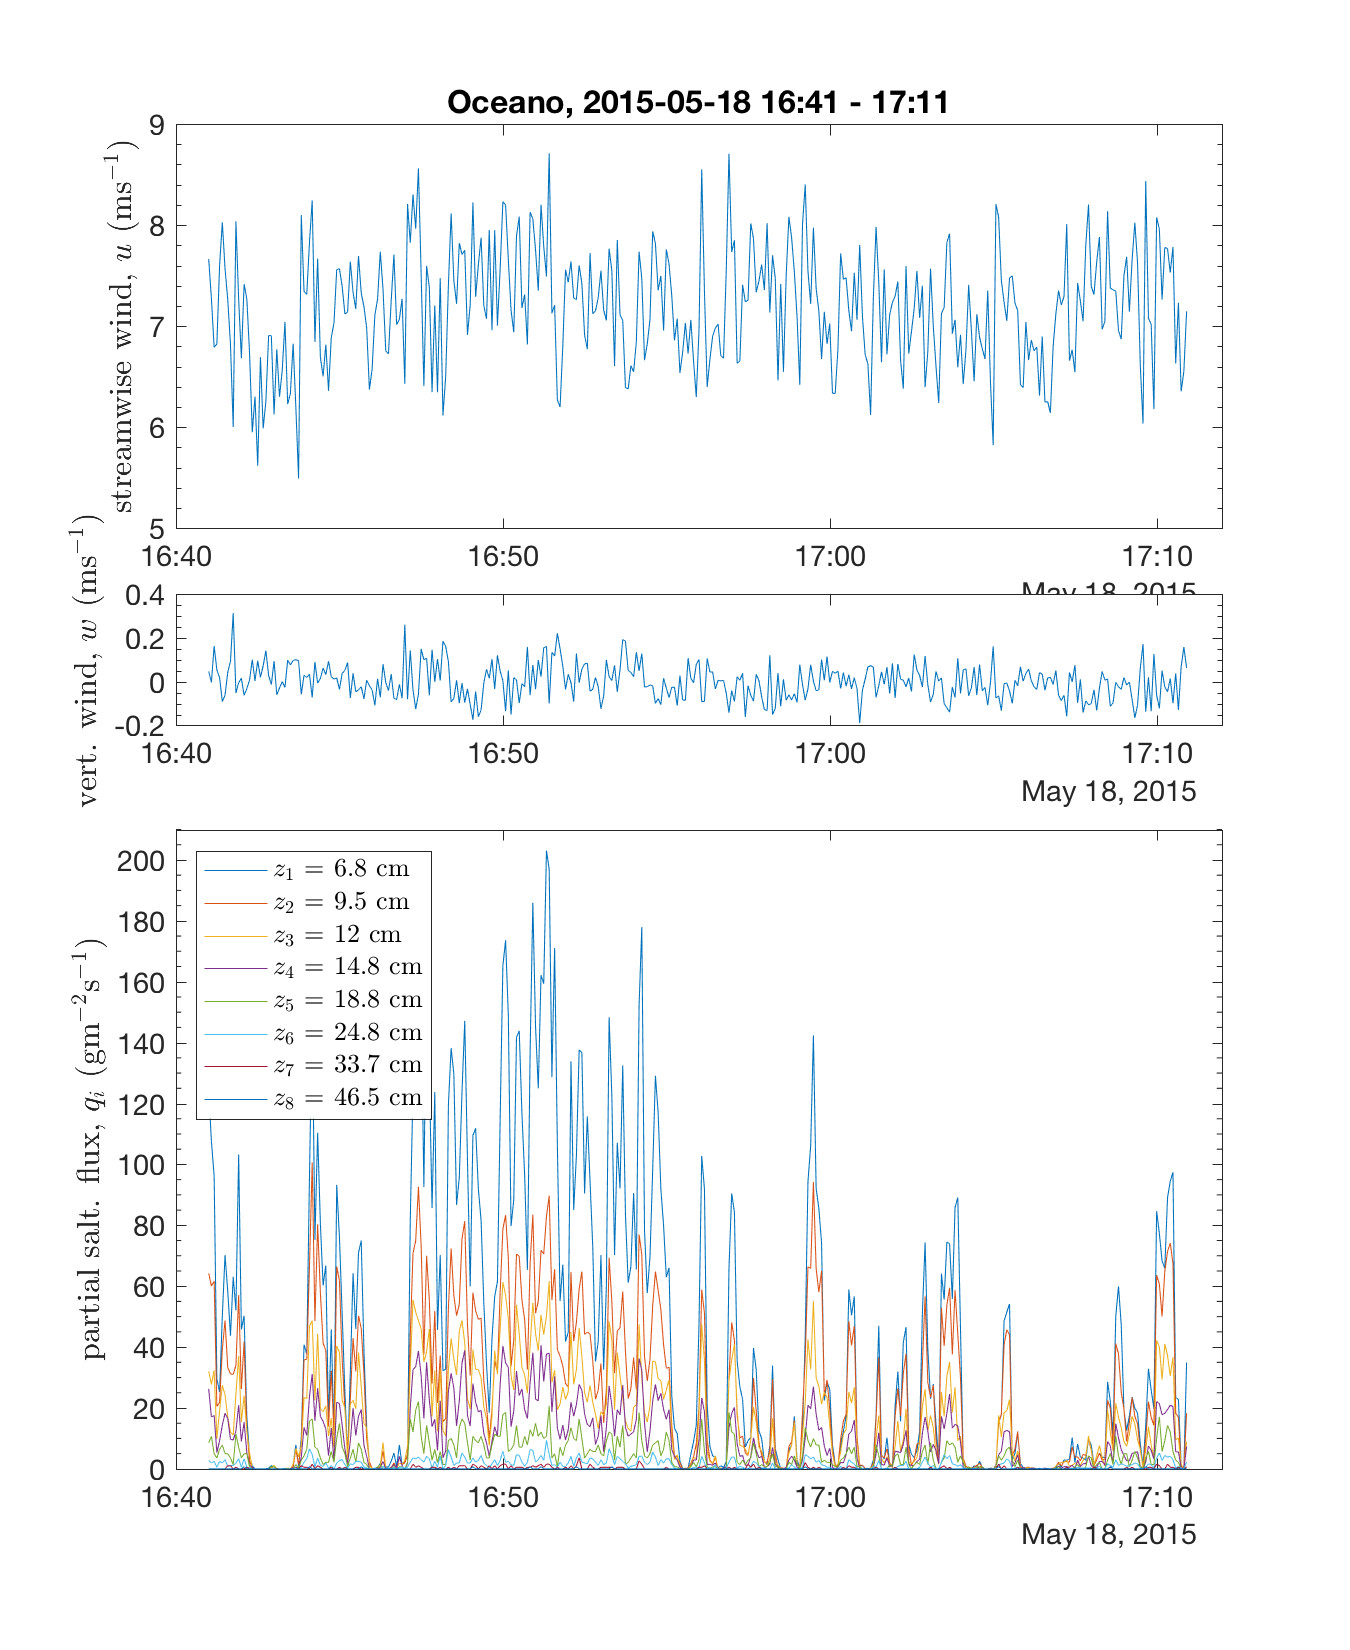 Oceano, 2015-05-18 16:41 - 17:11
streamwise wind, u (ms⁻¹)
9
8
7
6
5
16:40 16:50 17:00 17:10
May 18, 2015
vert. wind, w (ms⁻¹)
0.4
0.2
0
-0.2
16:40 16:50 17:00 17:10
May 18, 2015
partial salt. flux, qᵢ (gm⁻²s⁻¹)
200
180
160
140
120
100
80
60
40
20
0
z₁ = 6.8 cm
z₂ = 9.5 cm
z₃ = 12 cm
z₄ = 14.8 cm
z₅ = 18.8 cm
z₆ = 24.8 cm
z₇ = 33.7 cm
z₈ = 46.5 cm
16:40 16:50 17:00 17:10
May 18, 2015